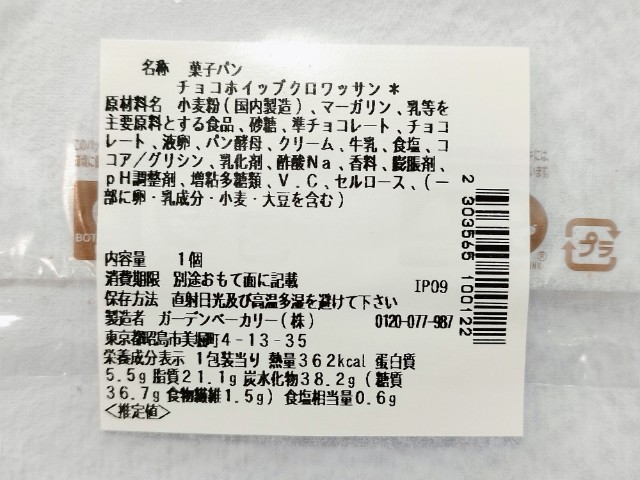 名称 菓子パン
チョコホイップクロワッサン*
原材料名 小麦粉(国内製造)、マーガリン、乳等を
主要原料とする食品、砂糖、準チョコレート、チョコ
レート、液卵、パン酵母、クリーム、牛乳、食塩、コ
コア/グリシン、乳化剤、酢酸Na、香料、膨脹剤、
pH調整剤、増粘多糖類、V.C、セルロース、(一
部に卵・乳成分・小麦・大豆を含む)
内容量 1個
消費期限 別途おもて面に記載
IP09
保存方法 直射日光及び高温多湿を避けて下さい
製造者 ガーデンベーカリー(株) 0120-077-987
東京都昭島市美堀町4-13-35
栄養成分表示 1包装当り 熱量362kcal 蛋白質
5.5g 脂質21.1g 炭水化物38.2g(糖質
36.7g 食物繊維1.5g) 食塩相当量0.6g
<推定値>
2 303565 100122
プラ